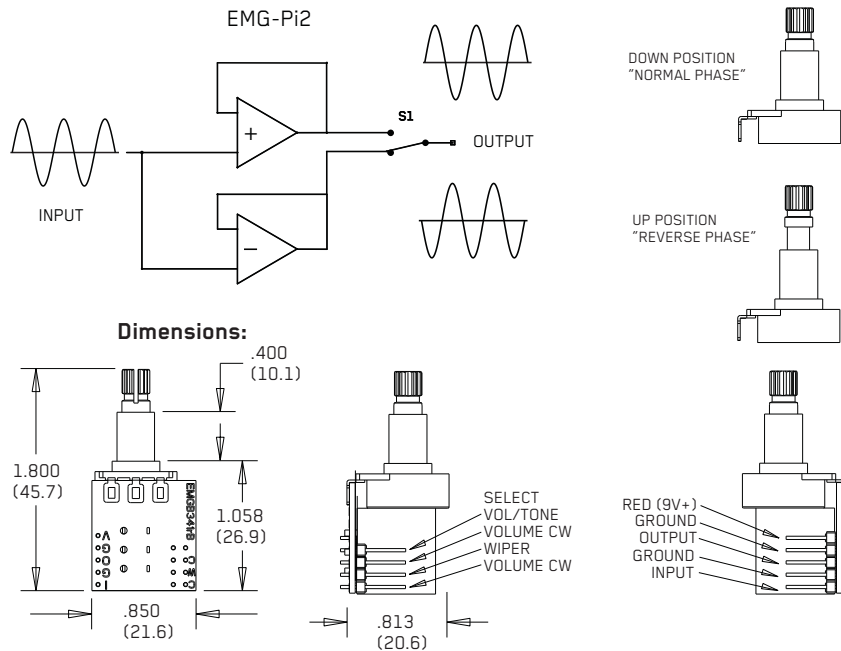 EMG-Pi2
DOWN POSITION
"NORMAL PHASE"
S1
+
OUTPUT
INPUT
−
UP POSITION
"REVERSE PHASE"
Dimensions:
.400
(10.1)
1.800
(45.7)
1.058
(26.9)
.850
(21.6)
EMGB341rB
V
G
O
G
I
C
W
C
SELECT
VOL/TONE
VOLUME CW
WIPER
VOLUME CW
.813
(20.6)
RED (9V+)
GROUND
OUTPUT
GROUND
INPUT